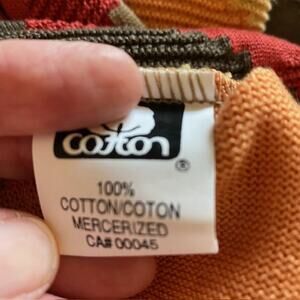 cotton
®
100%
COTTON/COTON
MERCERIZED
CA# 00045